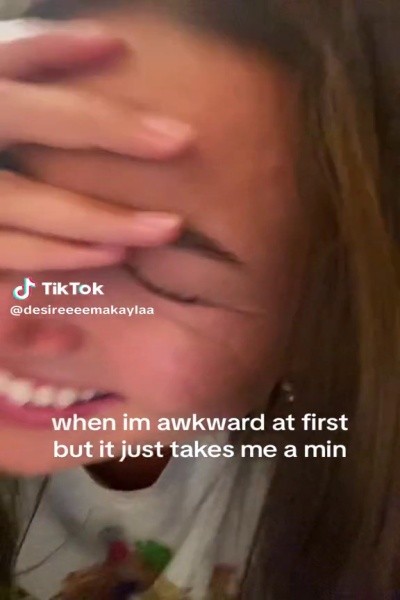 TikTok
@desireeeemakaylaa
when im awkward at first
but it just takes me a min